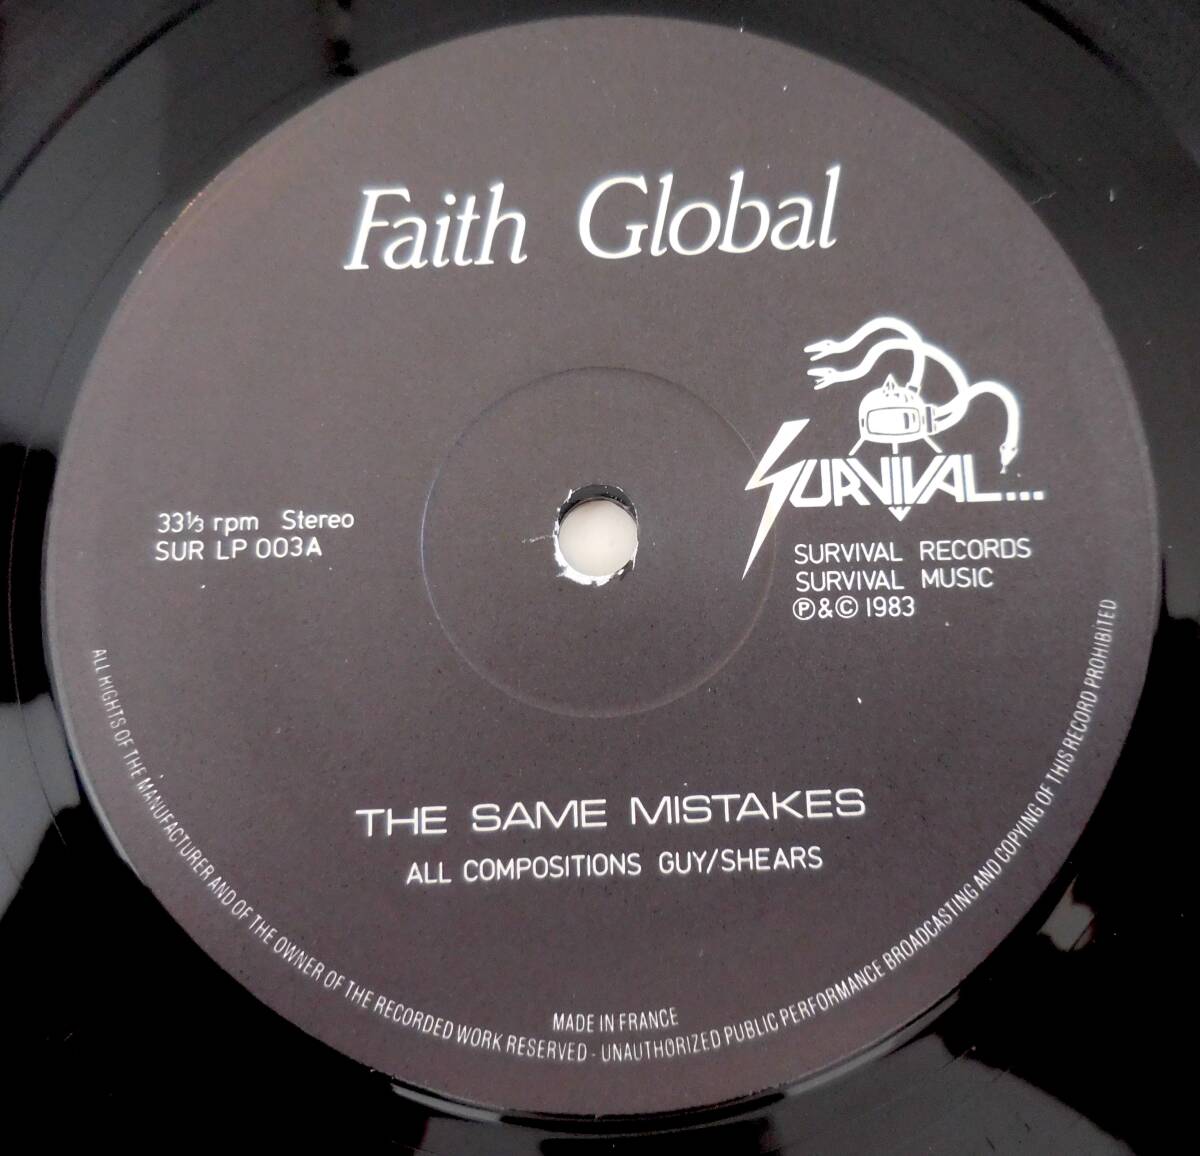 Faith Global
SURVIVAL...
33⅓ rpm Stereo
SUR LP 003A
SURVIVAL RECORDS
SURVIVAL MUSIC
Ⓟ&© 1983
THE SAME MISTAKES
ALL COMPOSITIONS GUY/SHEARS
MADE IN FRANCE
ALL RIGHTS OF THE MANUFACTURER AND OF THE OWNER OF THE RECORDED WORK RESERVED - UNAUTHORIZED PUBLIC PERFORMANCE BROADCASTING AND COPYING OF THIS RECORD PROHIBITED